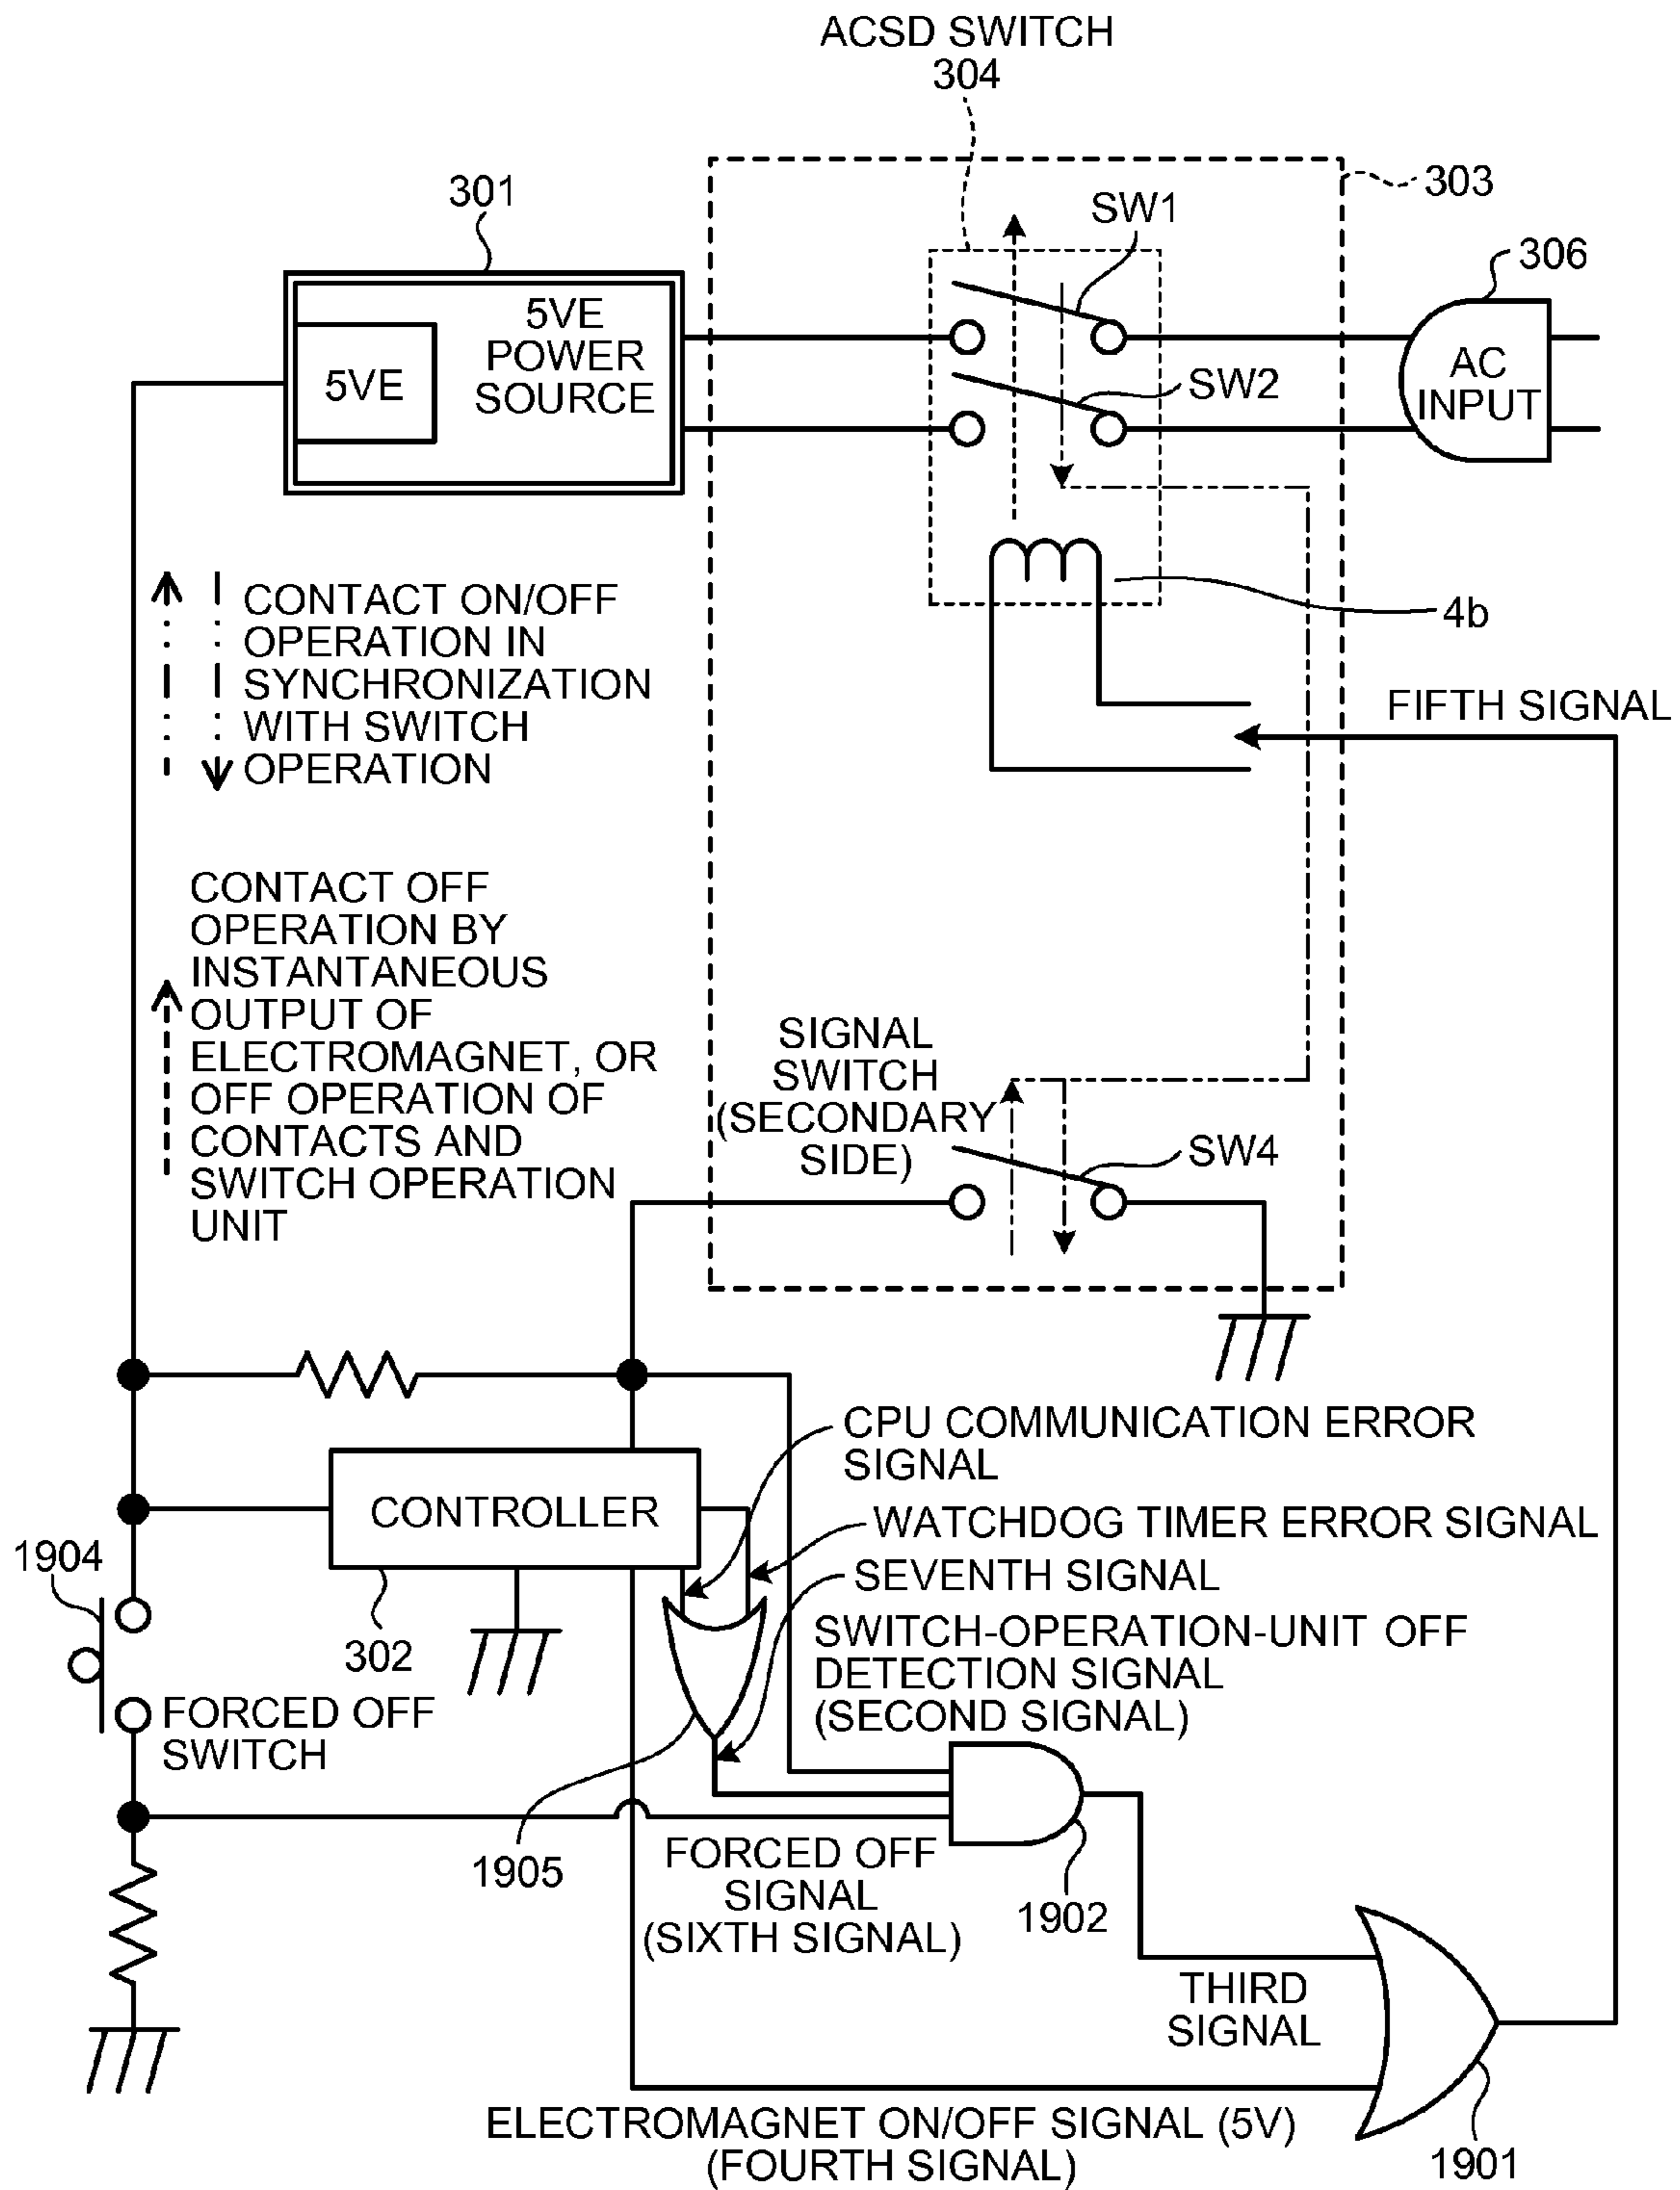 ACSD SWITCH
304
303
301
SW1
306
5VE
POWER
SOURCE
5VE
SW2
AC
INPUT
CONTACT ON/OFF
OPERATION IN
SYNCHRONIZATION
WITH SWITCH
OPERATION
4b
FIFTH SIGNAL
CONTACT OFF
OPERATION BY
INSTANTANEOUS
OUTPUT OF
ELECTROMAGNET, OR
OFF OPERATION OF
CONTACTS AND
SWITCH OPERATION
UNIT
SIGNAL
SWITCH
(SECONDARY
SIDE)
SW4
CPU COMMUNICATION ERROR
SIGNAL
CONTROLLER
WATCHDOG TIMER ERROR SIGNAL
1904
SEVENTH SIGNAL
302
SWITCH-OPERATION-UNIT OFF
DETECTION SIGNAL
(SECOND SIGNAL)
FORCED OFF
SWITCH
1905
FORCED OFF
SIGNAL
(SIXTH SIGNAL)
1902
THIRD
SIGNAL
ELECTROMAGNET ON/OFF SIGNAL (5V)
(FOURTH SIGNAL)
1901